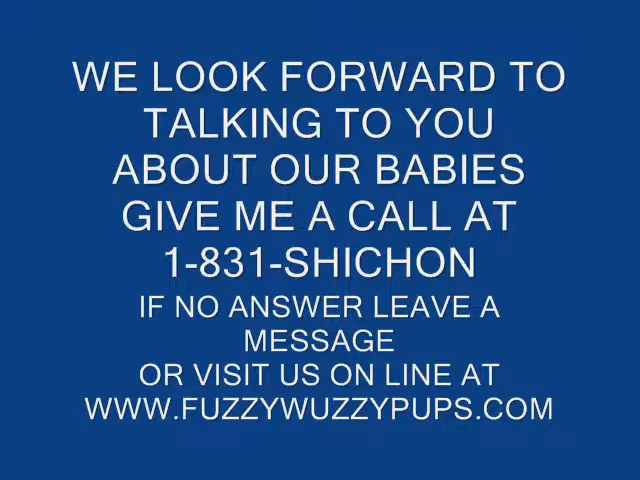 WE LOOK FORWARD TO
TALKING TO YOU
ABOUT OUR BABIES
GIVE ME A CALL AT
1-831-SHICHON
IF NO ANSWER LEAVE A
MESSAGE
OR VISIT US ON LINE AT
WWW.FUZZYWUZZYPUPS.COM